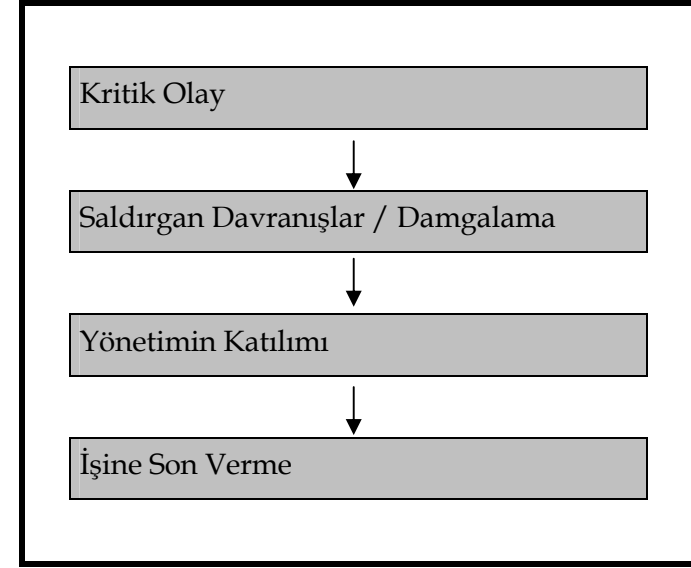 Kritik Olay
Saldırgan Davranışlar / Damgalama
Yönetimin Katılımı
İşine Son Verme